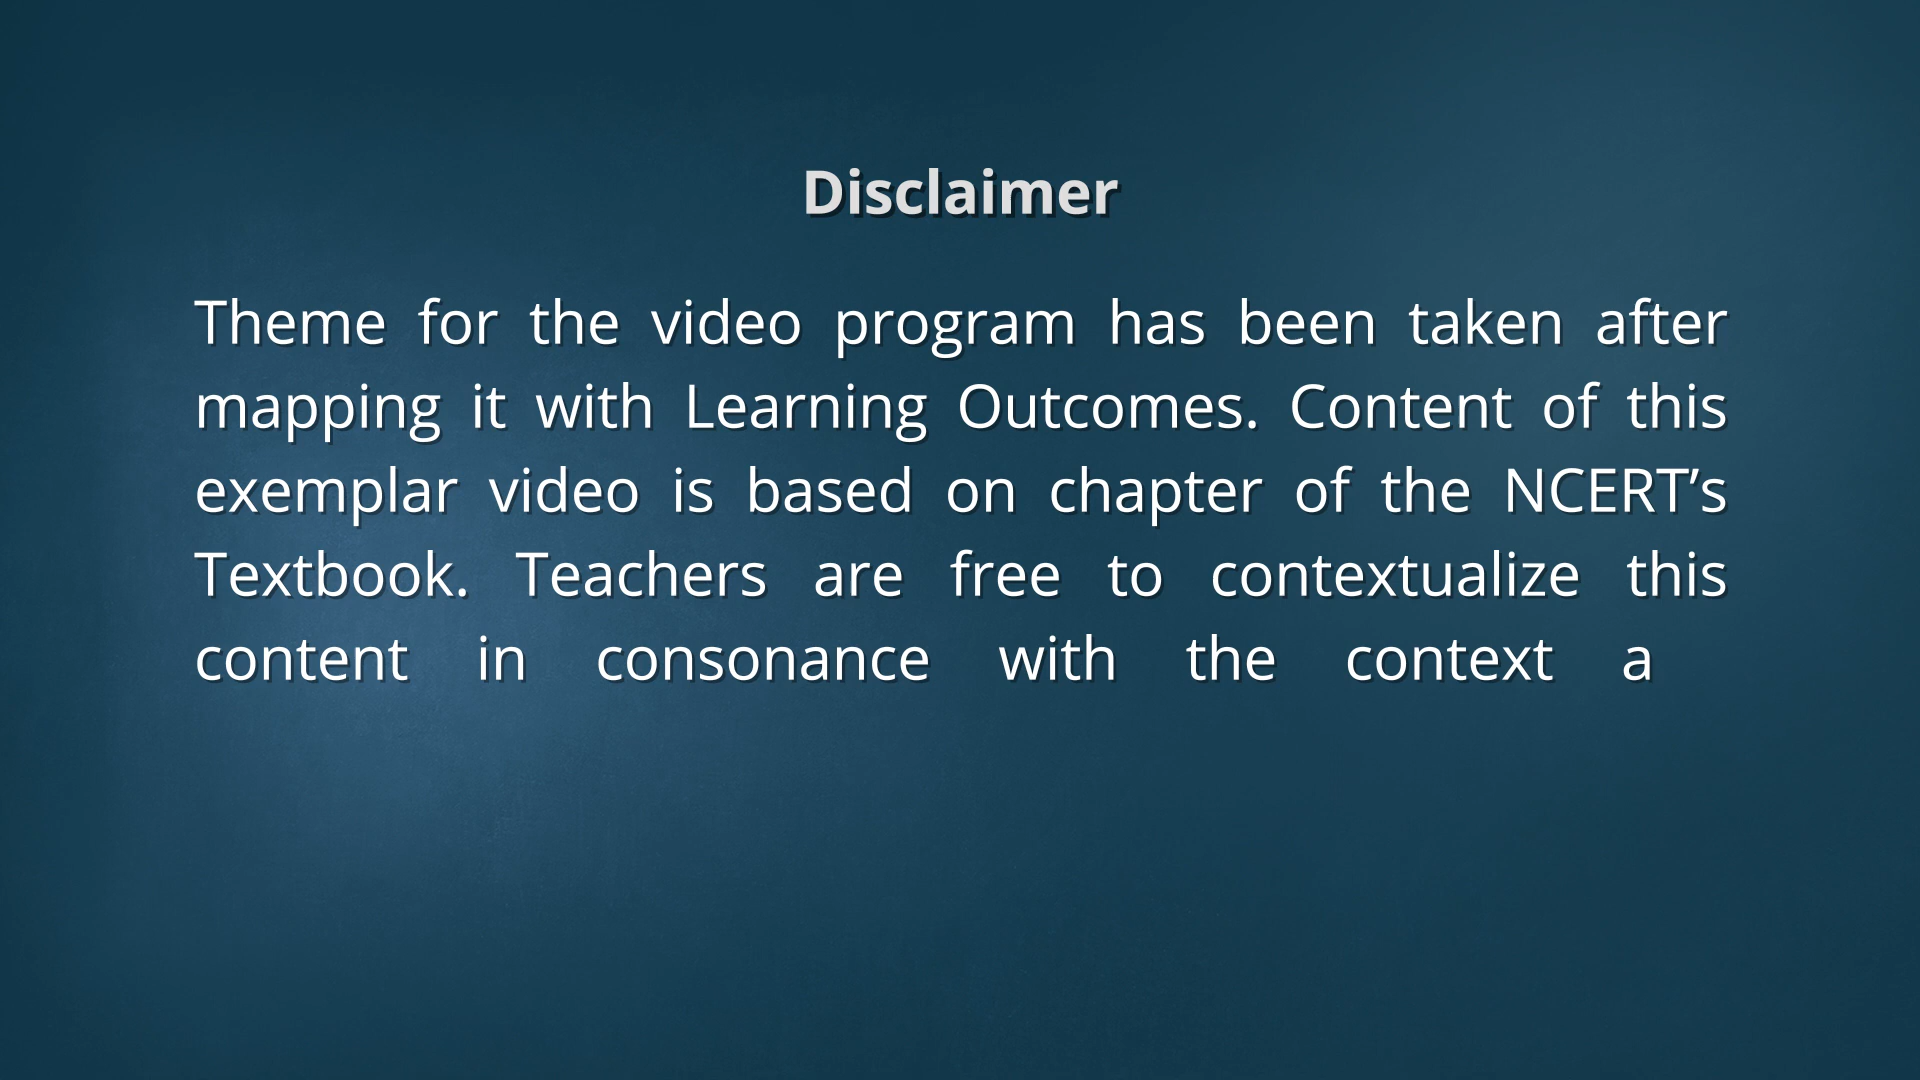 Disclaimer
Theme for the video program has been taken after
mapping it with Learning Outcomes. Content of this
exemplar video is based on chapter of the NCERT’s
Textbook. Teachers are free to contextualize this
content in consonance with the context a